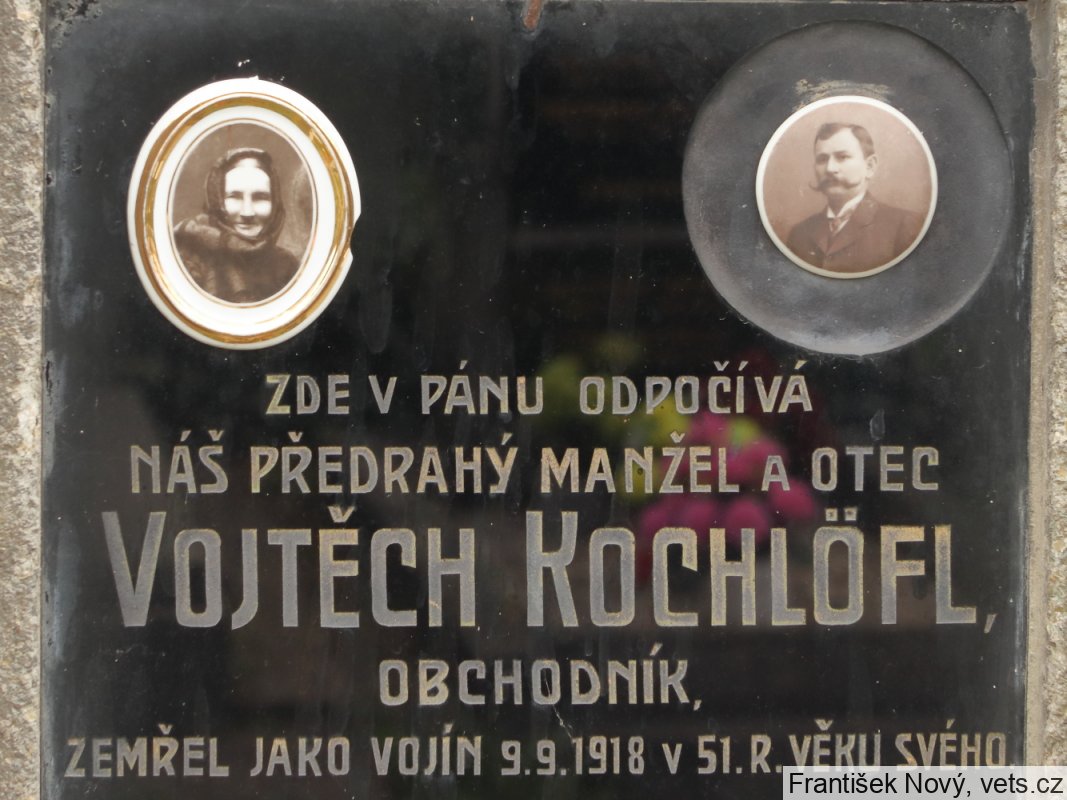 ZDE V PÁNU ODPOČÍVÁ
NÁŠ PŘEDRAHÝ MANŽEL A OTEC
VOJTĚCH KOCHLÖFL,
OBCHODNÍK,
ZEMŘEL JAKO VOJÍN 9.9.1918 V 51.R.VĚKU SVÉHO.
František Nový, vets.cz